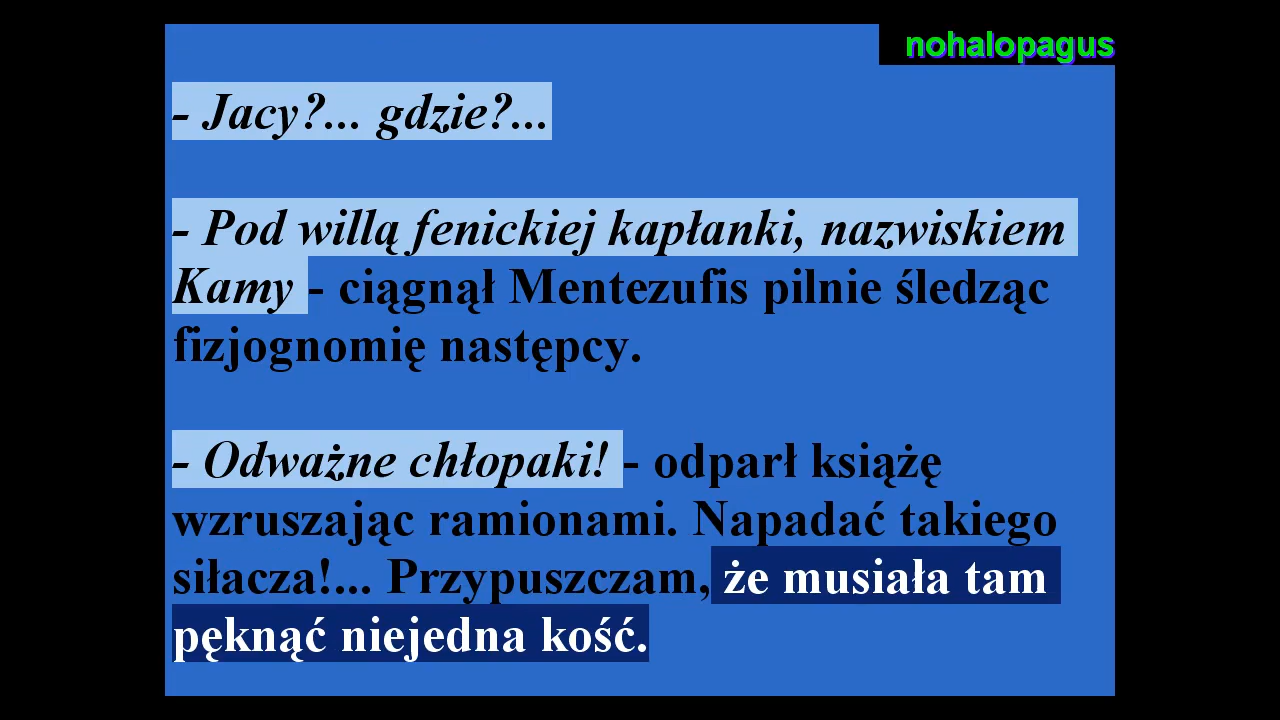 nohalopagus
- Jacy?... gdzie?...
- Pod willą fenickiej kapłanki, nazwiskiem
Kamy - ciągnął Mentezufis pilnie śledząc
fizjognomię następcy.
- Odważne chłopaki! - odparł książę
wzruszając ramionami. Napadać takiego
siłacza!... Przypuszczam, że musiała tam
pęknąć niejedna kość.